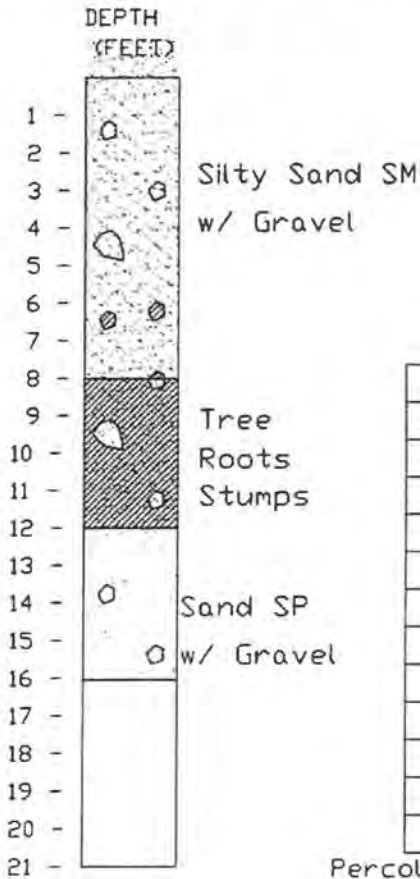 DEPTH
(FEET)
1 -
2 -
3 -
4 -
5 -
6 -
7 -
8 -
9 -
10 -
11 -
12 -
13 -
14 -
15 -
16 -
17 -
18 -
19 -
20 -
21 -
Silty Sand SM
w/ Gravel
Tree
Roots
Stumps
Sand SP
w/ Gravel
Percol